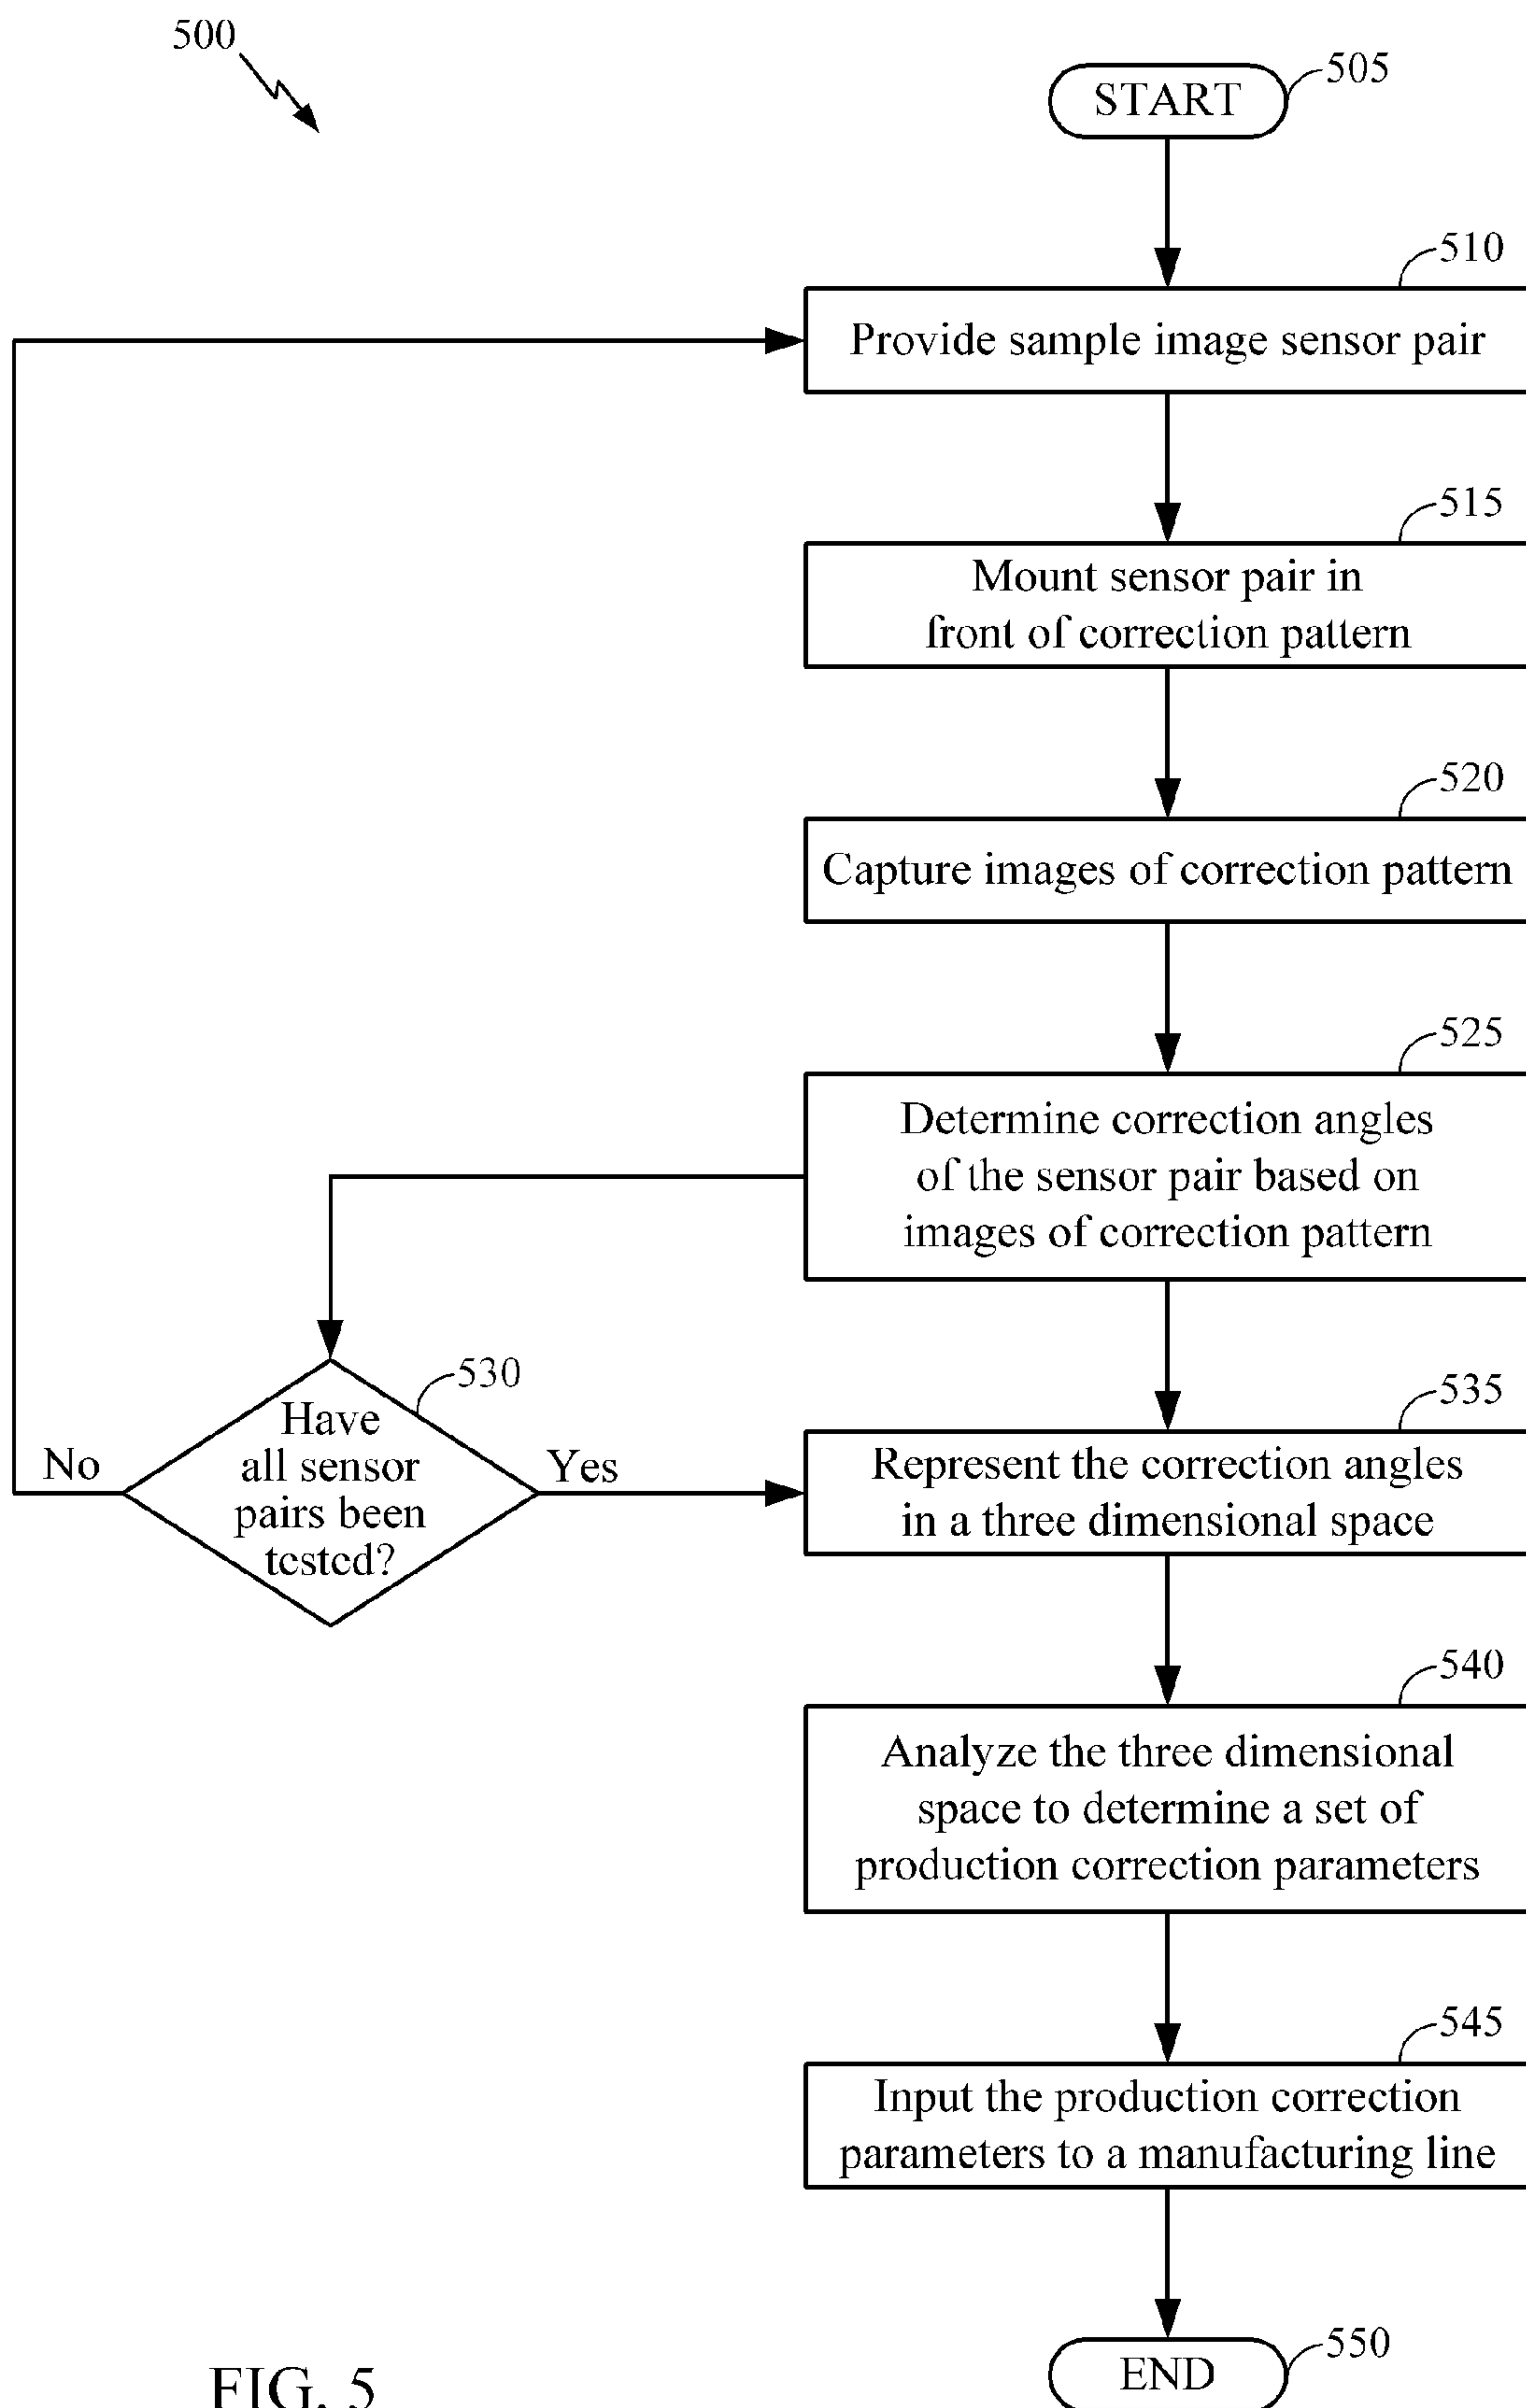 500
START
505
510
Provide sample image sensor pair
515
Mount sensor pair in
front of correction pattern
520
Capture images of correction pattern
525
Determine correction angles
of the sensor pair based on
images of correction pattern
530
Have
all sensor
pairs been
tested?
No
Yes
535
Represent the correction angles
in a three dimensional space
540
Analyze the three dimensional
space to determine a set of
production correction parameters
545
Input the production correction
parameters to a manufacturing line
550
END
FIG. 5